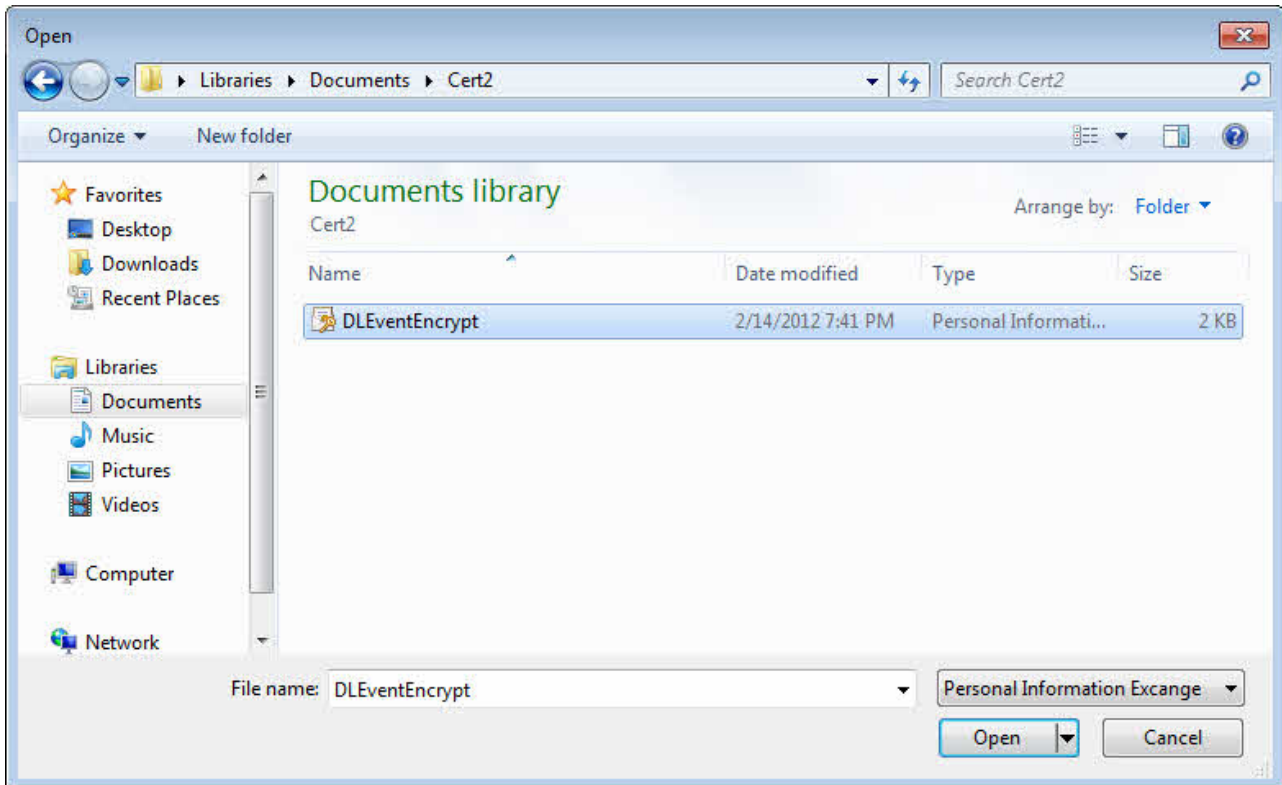 Open
Libraries Documents Cert2
Search Cert2
Organize New folder
Favorites
Desktop
Downloads
Recent Places
Libraries
Documents
Music
Pictures
Videos
Computer
Network
Documents library
Cert2
Arrange by: Folder
Name Date modified Type Size
DLEventEncrypt 2/14/2012 7:41 PM Personal Informati... 2 KB
File name: DLEventEncrypt Personal Information Excange
Open Cancel